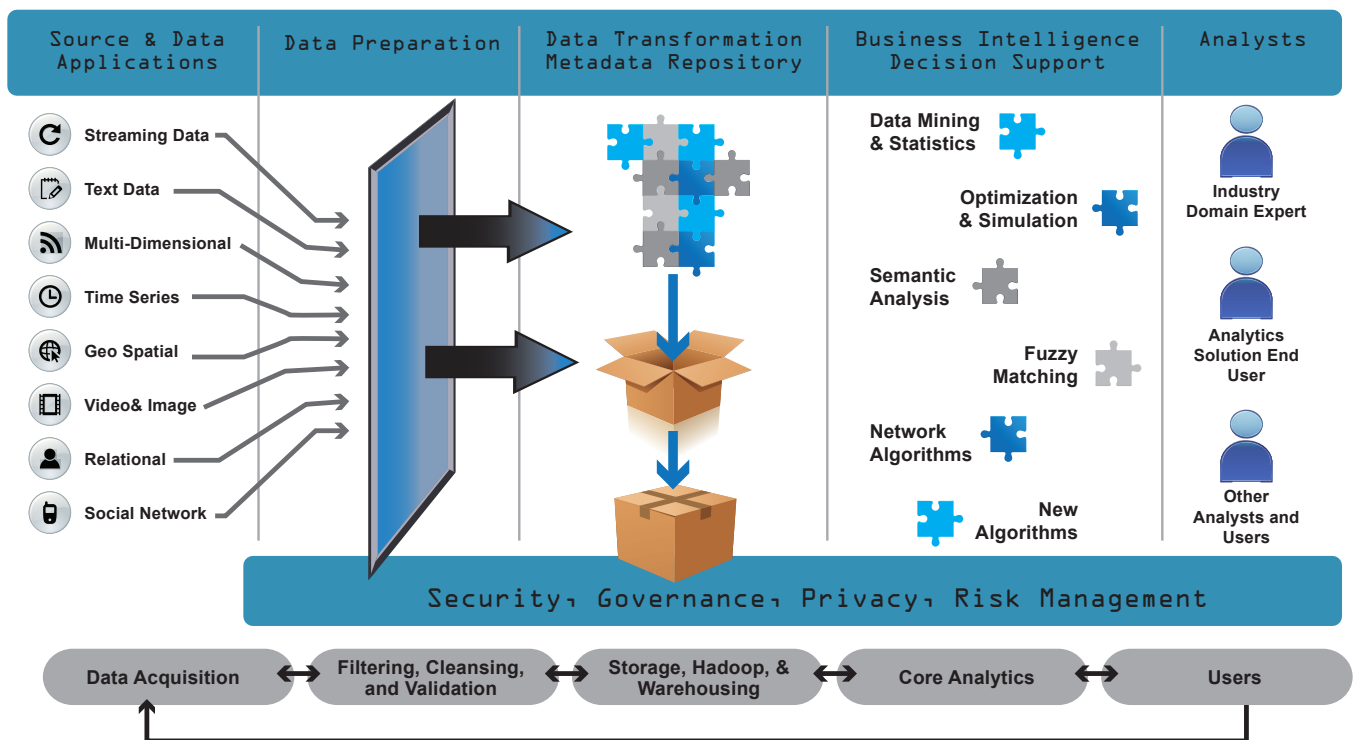 Source & Data
Applications
Data Preparation
Data Transformation
Metadata Repository
Business Intelligence
Decision Support
Analysts
Streaming Data
Text Data
Multi-Dimensional
Time Series
Geo Spatial
Video& Image
Relational
Social Network
Data Mining
& Statistics
Optimization
& Simulation
Semantic
Analysis
Fuzzy
Matching
Network
Algorithms
New
Algorithms
Industry
Domain Expert
Analytics
Solution End
User
Other
Analysts and
Users
Security, Governance, Privacy, Risk Management
Data Acquisition
Filtering, Cleansing,
and Validation
Storage, Hadoop, &
Warehousing
Core Analytics
Users